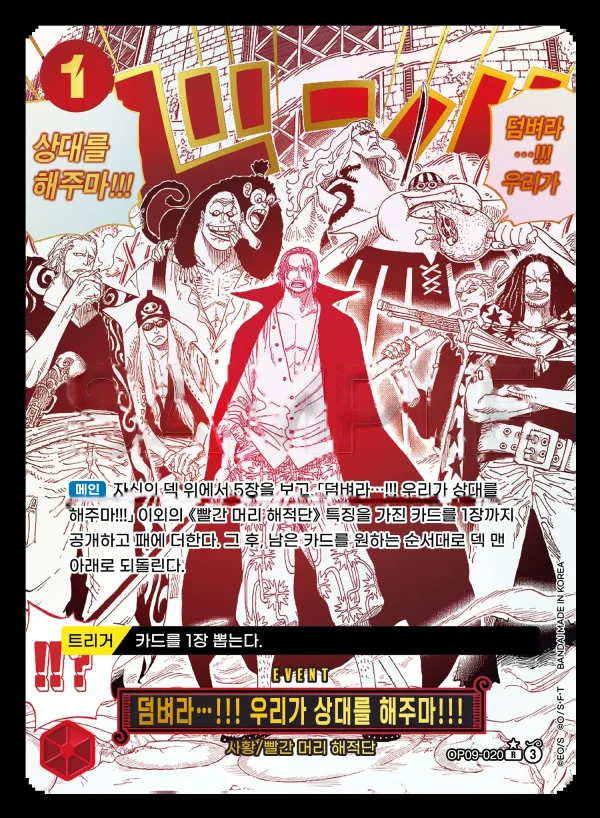 1
상대를
해주마!!!
덤벼라
…!!!
우리가
SAMPLE
메인 자신의 덱 위에서 5장을 보고, 「덤벼라…!!! 우리가 상대를
해주마!!!」 이외의 《빨간 머리 해적단》 특징을 가진 카드를 1장까지
공개하고 패에 더한다. 그 후, 남은 카드를 원하는 순서대로 덱 맨
아래로 되돌린다.
트리거 카드를 1장 뽑는다.
!!?
EVENT
덤벼라…!!! 우리가 상대를 해주마!!!
사황/빨간 머리 해적단
OP09-020 R 3
©EO/S ©O/S·F·T BANDAI MADE IN KOREA